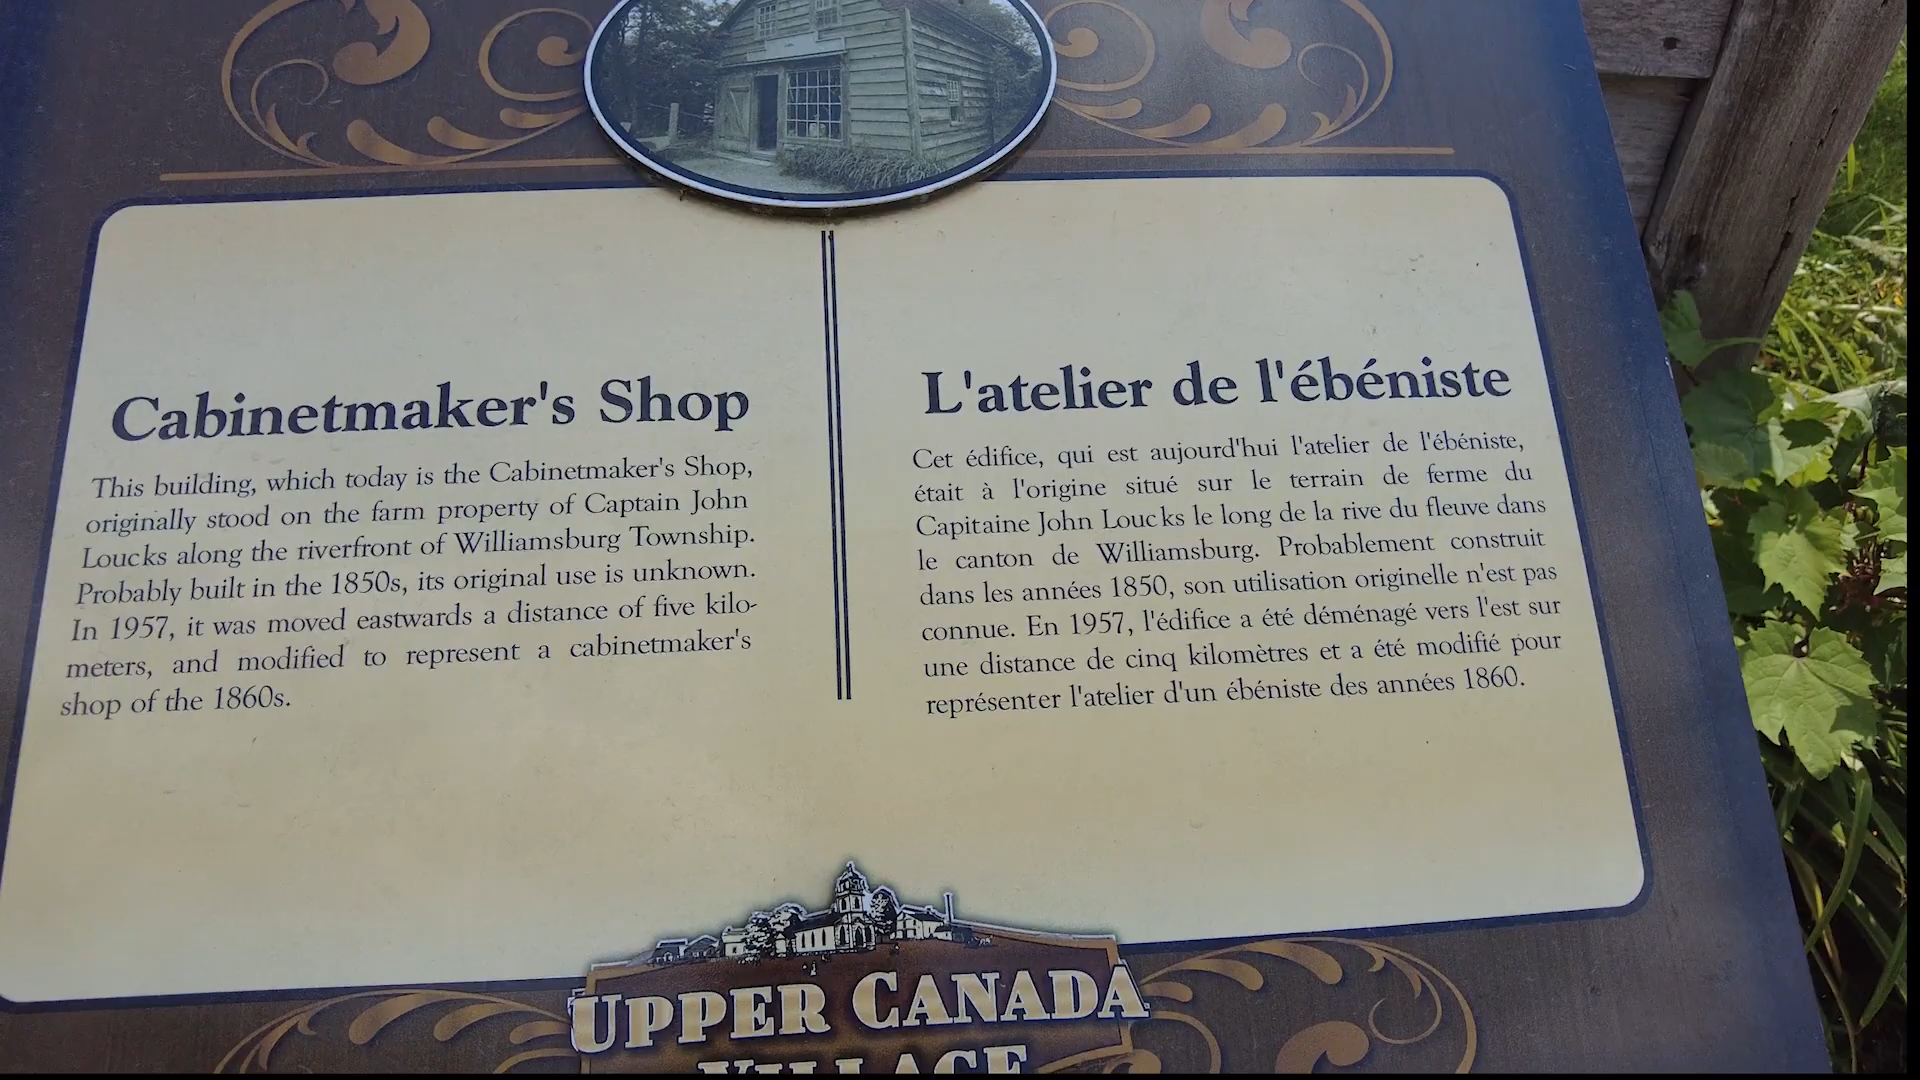 Cabinetmaker's Shop
This building, which today is the Cabinetmaker's Shop,
originally stood on the farm property of Captain John
Loucks along the riverfront of Williamsburg Township.
Probably built in the 1850s, its original use is unknown.
In 1957, it was moved eastwards a distance of five kilo-
meters, and modified to represent a cabinetmaker's
shop of the 1860s.
L'atelier de l'ébéniste
Cet édifice, qui est aujourd'hui l'atelier de l'ébéniste,
était à l'origine situé sur le terrain de ferme du
Capitaine John Loucks le long de la rive du fleuve dans
le canton de Williamsburg. Probablement construit
dans les années 1850, son utilisation originelle n'est pas
connue. En 1957, l'édifice a été déménagé vers l'est sur
une distance de cinq kilomètres et a été modifié pour
représenter l'atelier d'un ébéniste des années 1860.
UPPER CANADA
VILLAGE